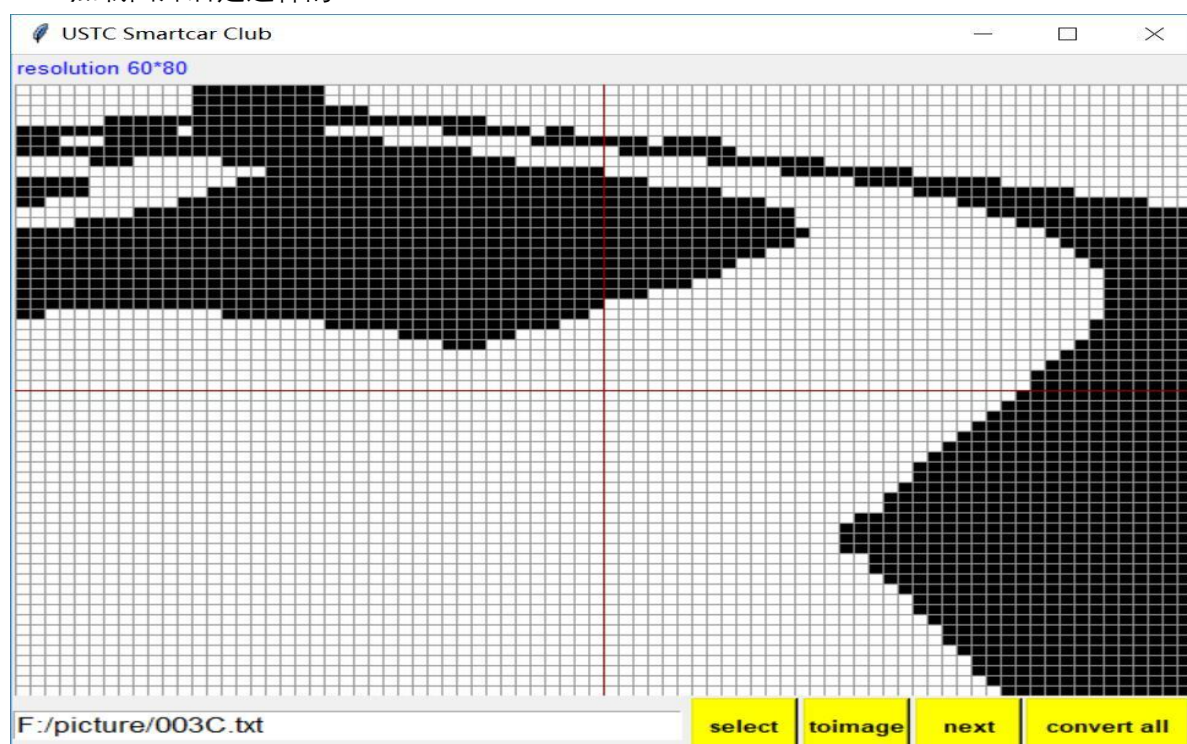 USTC Smartcar Club
resolution 60*80
F:/picture/003C.txt
select
toimage
next
convert all